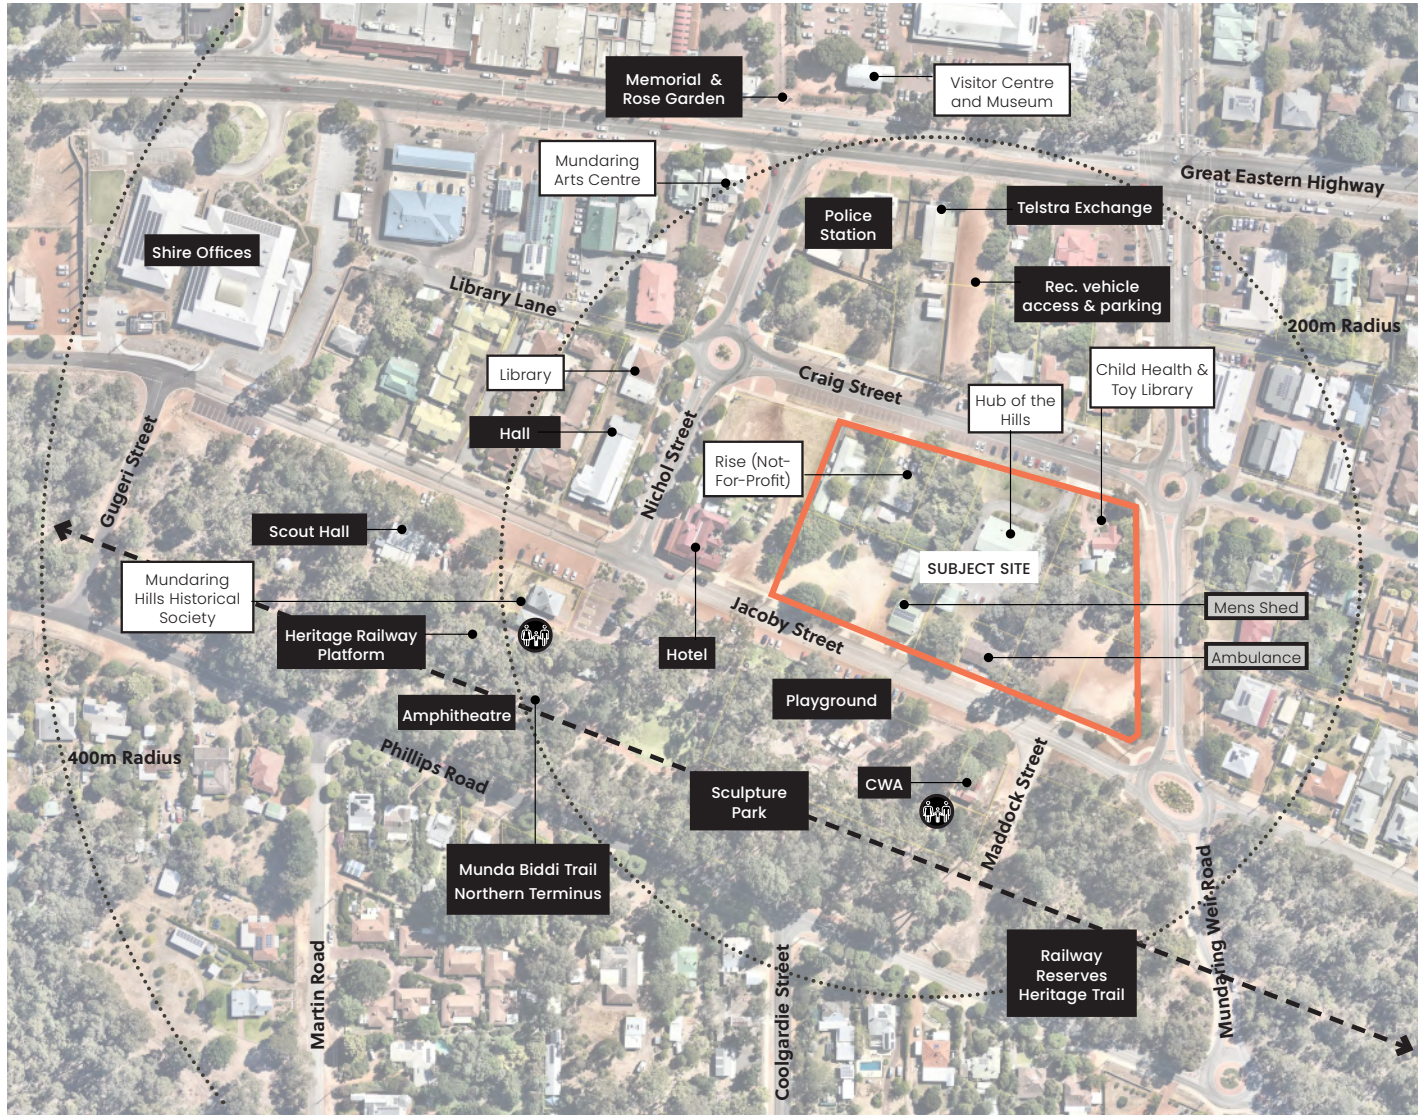 Memorial &
Rose Garden
Visitor Centre
and Museum
Mundaring
Arts Centre
Great Eastern Highway
Telstra Exchange
Police
Station
Shire Offices
Rec. vehicle
access & parking
Library Lane
200m Radius
Library
Craig Street
Child Health &
Toy Library
Hub of the
Hills
Hall
Nichol Street
Rise (Not-
For-Profit)
Gugeri Street
Scout Hall
SUBJECT SITE
Mundaring
Hills Historical
Society
Mens Shed
Jacoby Street
Heritage Railway
Platform
Hotel
Ambulance
Playground
Amphitheatre
400m Radius
Phillips Road
CWA
Sculpture
Park
Maddock Street
Munda Biddi Trail
Northern Terminus
Mundaring Weir Road
Railway
Reserves
Heritage Trail
Martin Road
Coolgardie Street